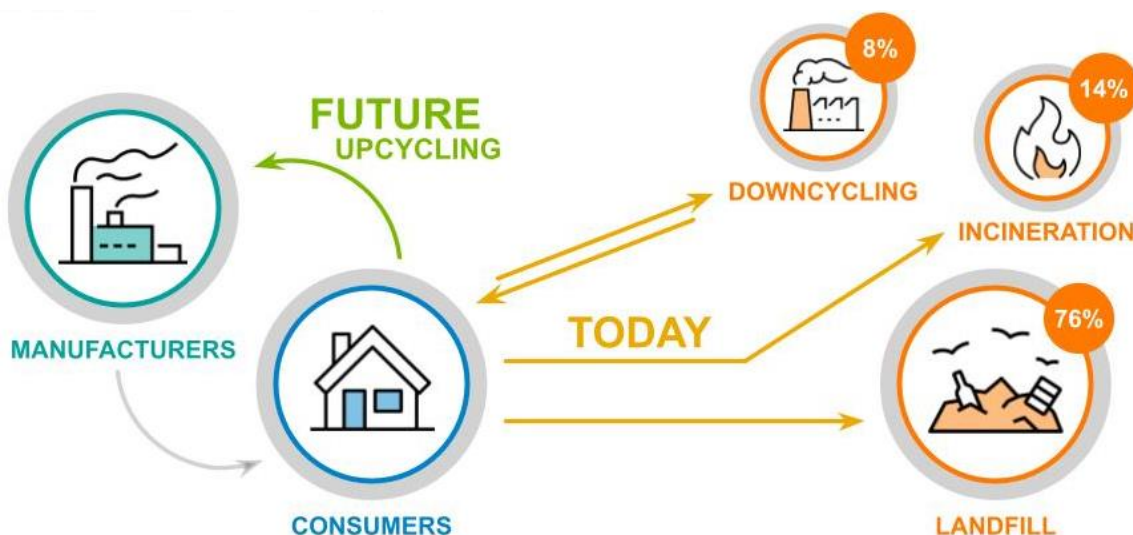 8%
14%
FUTURE
UPCYCLING
DOWNCYCLING
INCINERATION
MANUFACTURERS
TODAY
76%
CONSUMERS
LANDFILL